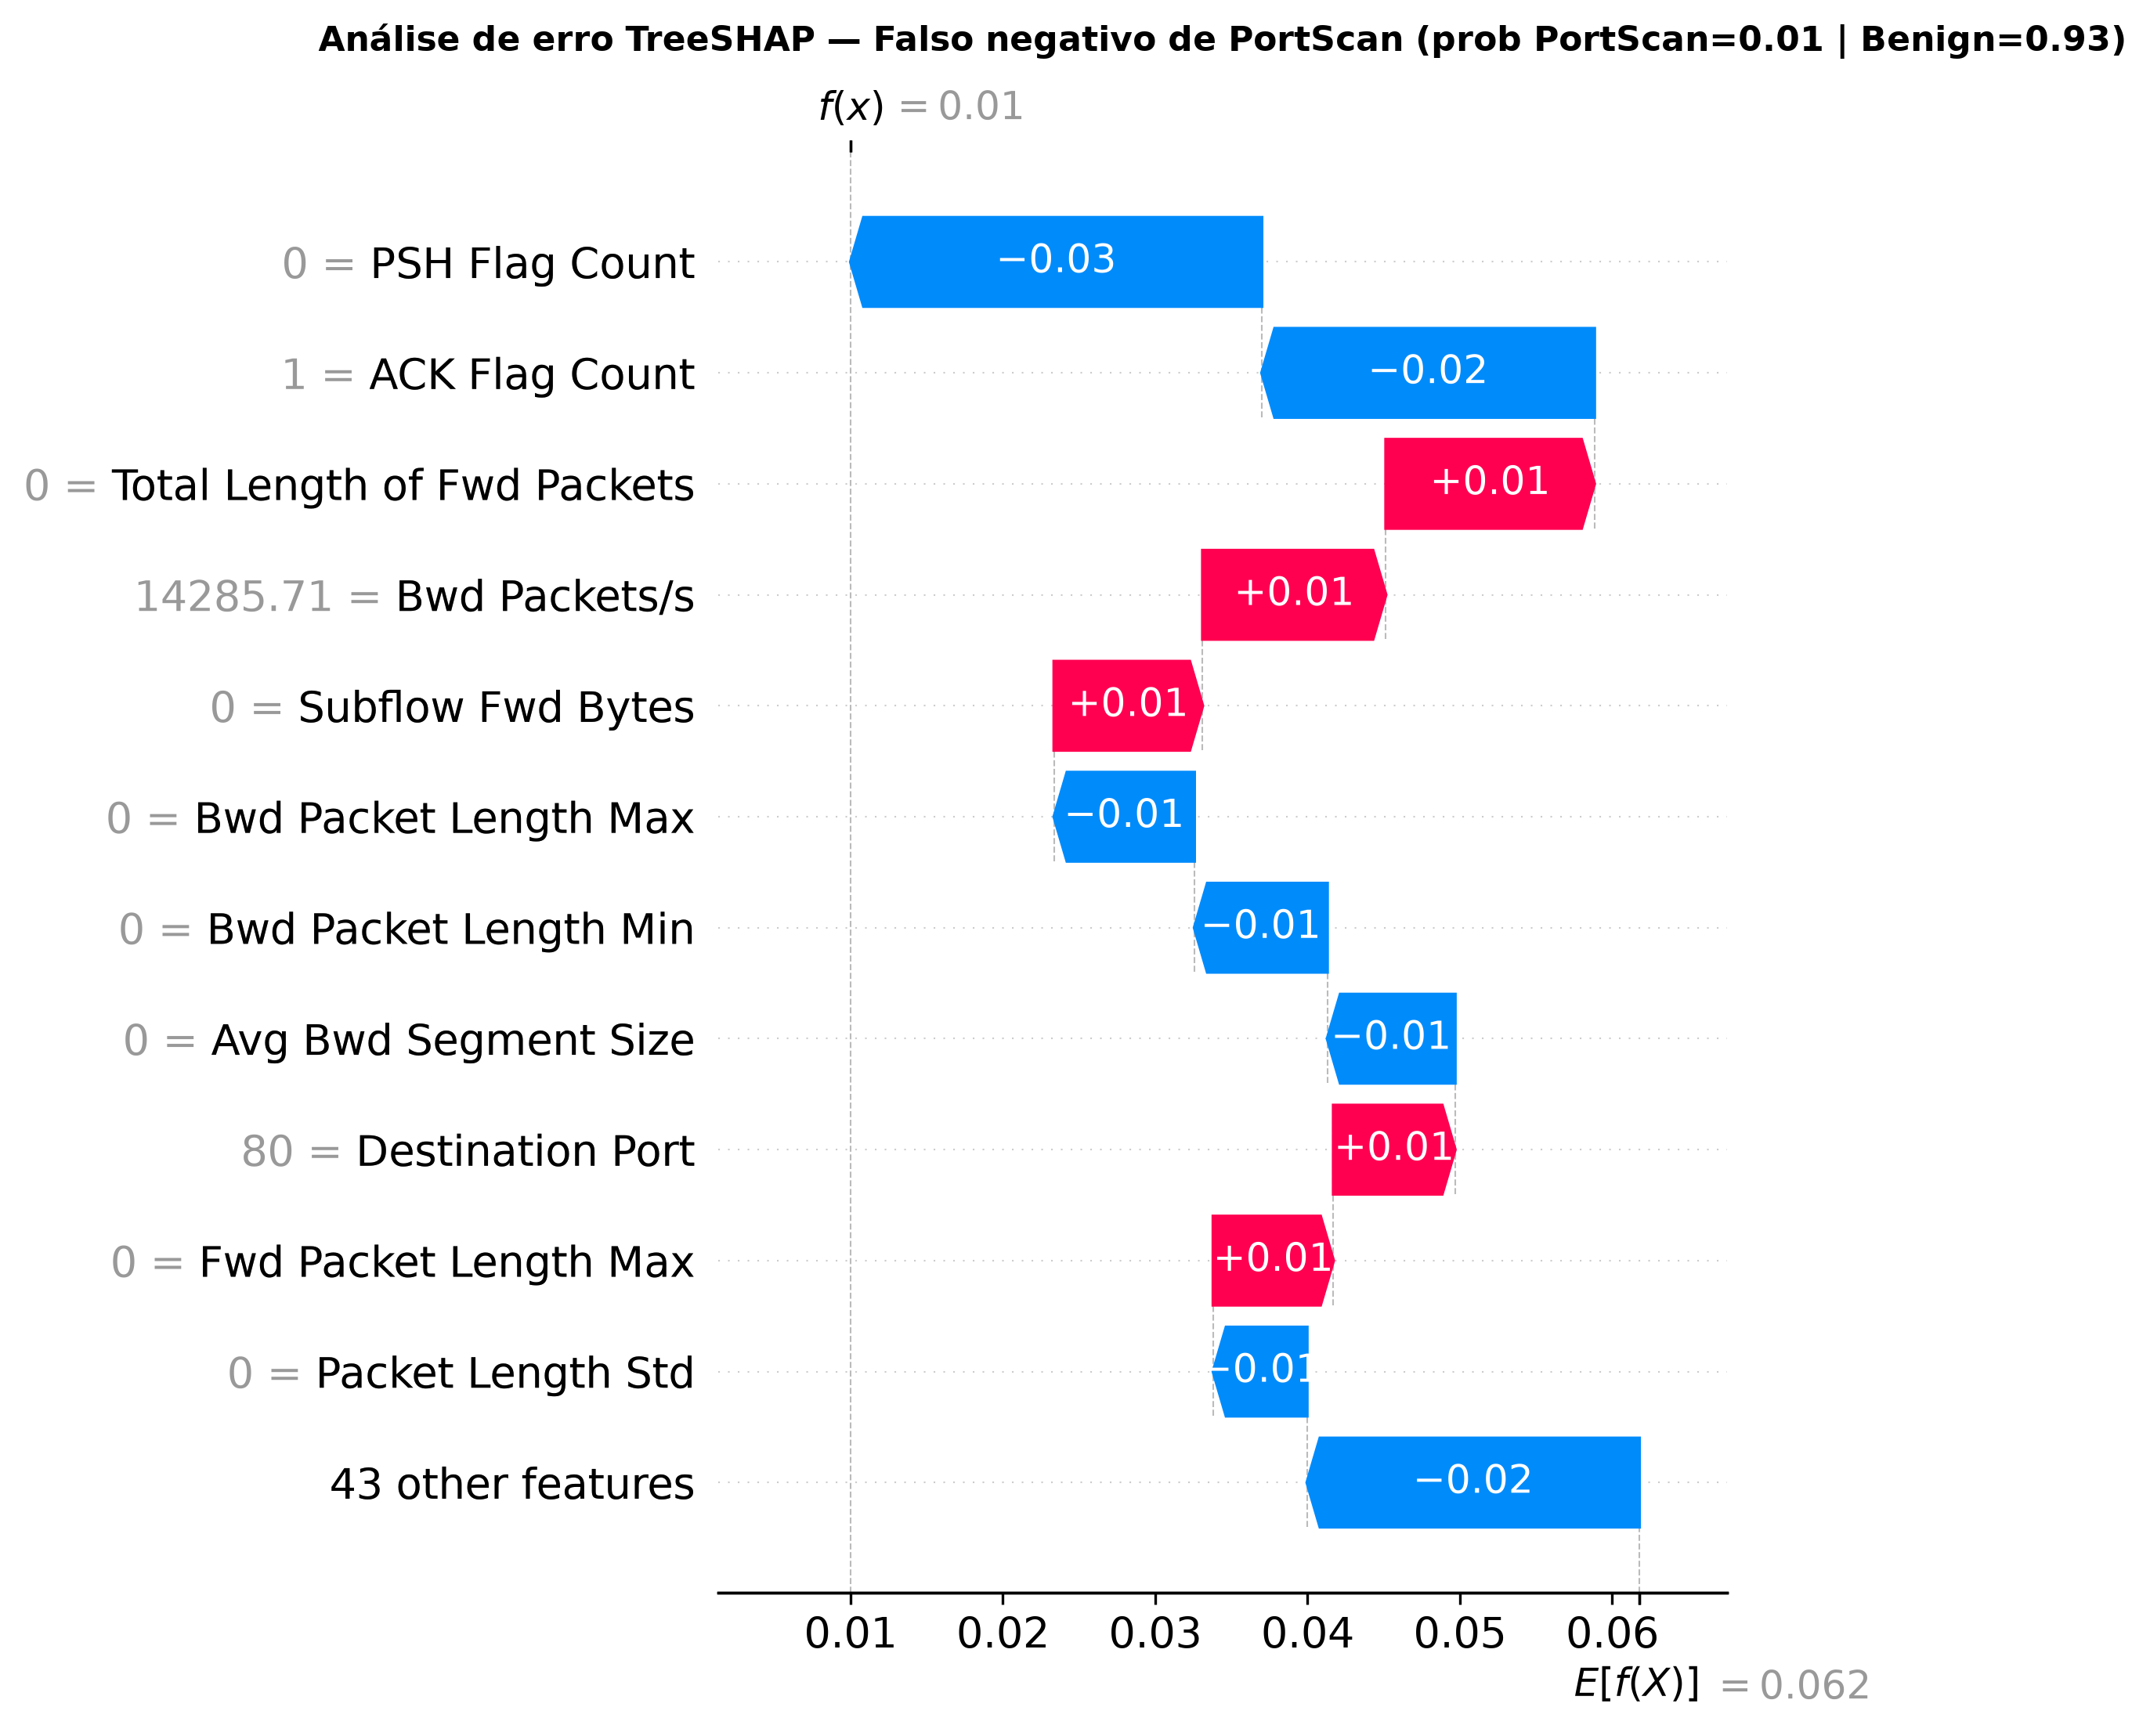 Análise de erro TreeSHAP — Falso negativo de PortScan (prob PortScan=0.01 | Benign=0.93)
f(x) = 0.01
0 = PSH Flag Count −0.03
1 = ACK Flag Count −0.02
0 = Total Length of Fwd Packets +0.01
14285.71 = Bwd Packets/s +0.01
0 = Subflow Fwd Bytes +0.01
0 = Bwd Packet Length Max −0.01
0 = Bwd Packet Length Min −0.01
0 = Avg Bwd Segment Size −0.01
80 = Destination Port +0.01
0 = Fwd Packet Length Max +0.01
0 = Packet Length Std −0.01
43 other features −0.02
0.01 0.02 0.03 0.04 0.05 0.06
E[f(X)] = 0.062